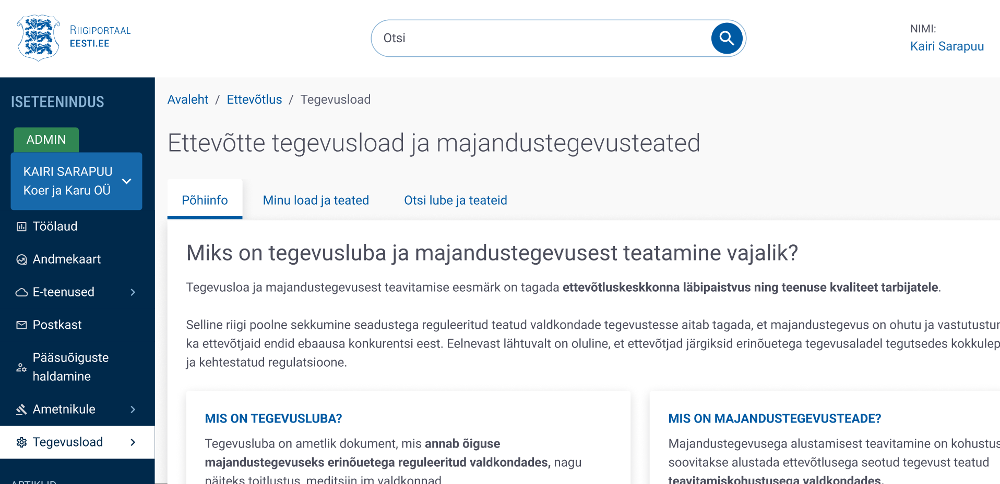 RIIGIPORTAAL
EESTI.EE
Otsi
NIMI:
Kairi Sarapuu
ISETEENINDUS
ADMIN
KAIRI SARAPUU
Koer ja Karu OÜ
Töölaud
Andmekaart
E-teenused
Postkast
Pääsuõiguste
haldamine
Ametnikule
Tegevusload
ARTIKLID
Avaleht / Ettevõtlus / Tegevusload
Ettevõtte tegevusload ja majandustegevusteated
Põhiinfo
Minu load ja teated
Otsi lube ja teateid
Miks on tegevusluba ja majandustegevusest teatamine vajalik?
Tegevusloa ja majandustegevusest teavitamise eesmärk on tagada ettevõtluskeskkonna läbipaistvus ning teenuse kvaliteet tarbijatele.
Selline riigi poolne sekkumine seadustega reguleeritud teatud valdkondade tegevustesse aitab tagada, et majandustegevus on ohutu ja
ka ettevõtjaid endid ebaausa konkurentsi eest. Eelnevast lähtuvalt on oluline, et ettevõtjad järgiksid erinõuetega tegevusaladel tegutsedes
ja kehtestatud regulatsioone.
MIS ON TEGEVUSLUBA?
Tegevusluba on ametlik dokument, mis annab õiguse
majandustegevuseks erinõuetega reguleeritud valdkondades, nagu
näiteks toitlustus, meditsiin jm valdkonnad
MIS ON MAJANDUSTEGEVUSTEADE?
Majandustegevusega alustamisest teavitamine on
soovitakse alustada ettevõtlusega seotud tegevust teatud
teavitamiskohustusega valdkondades.